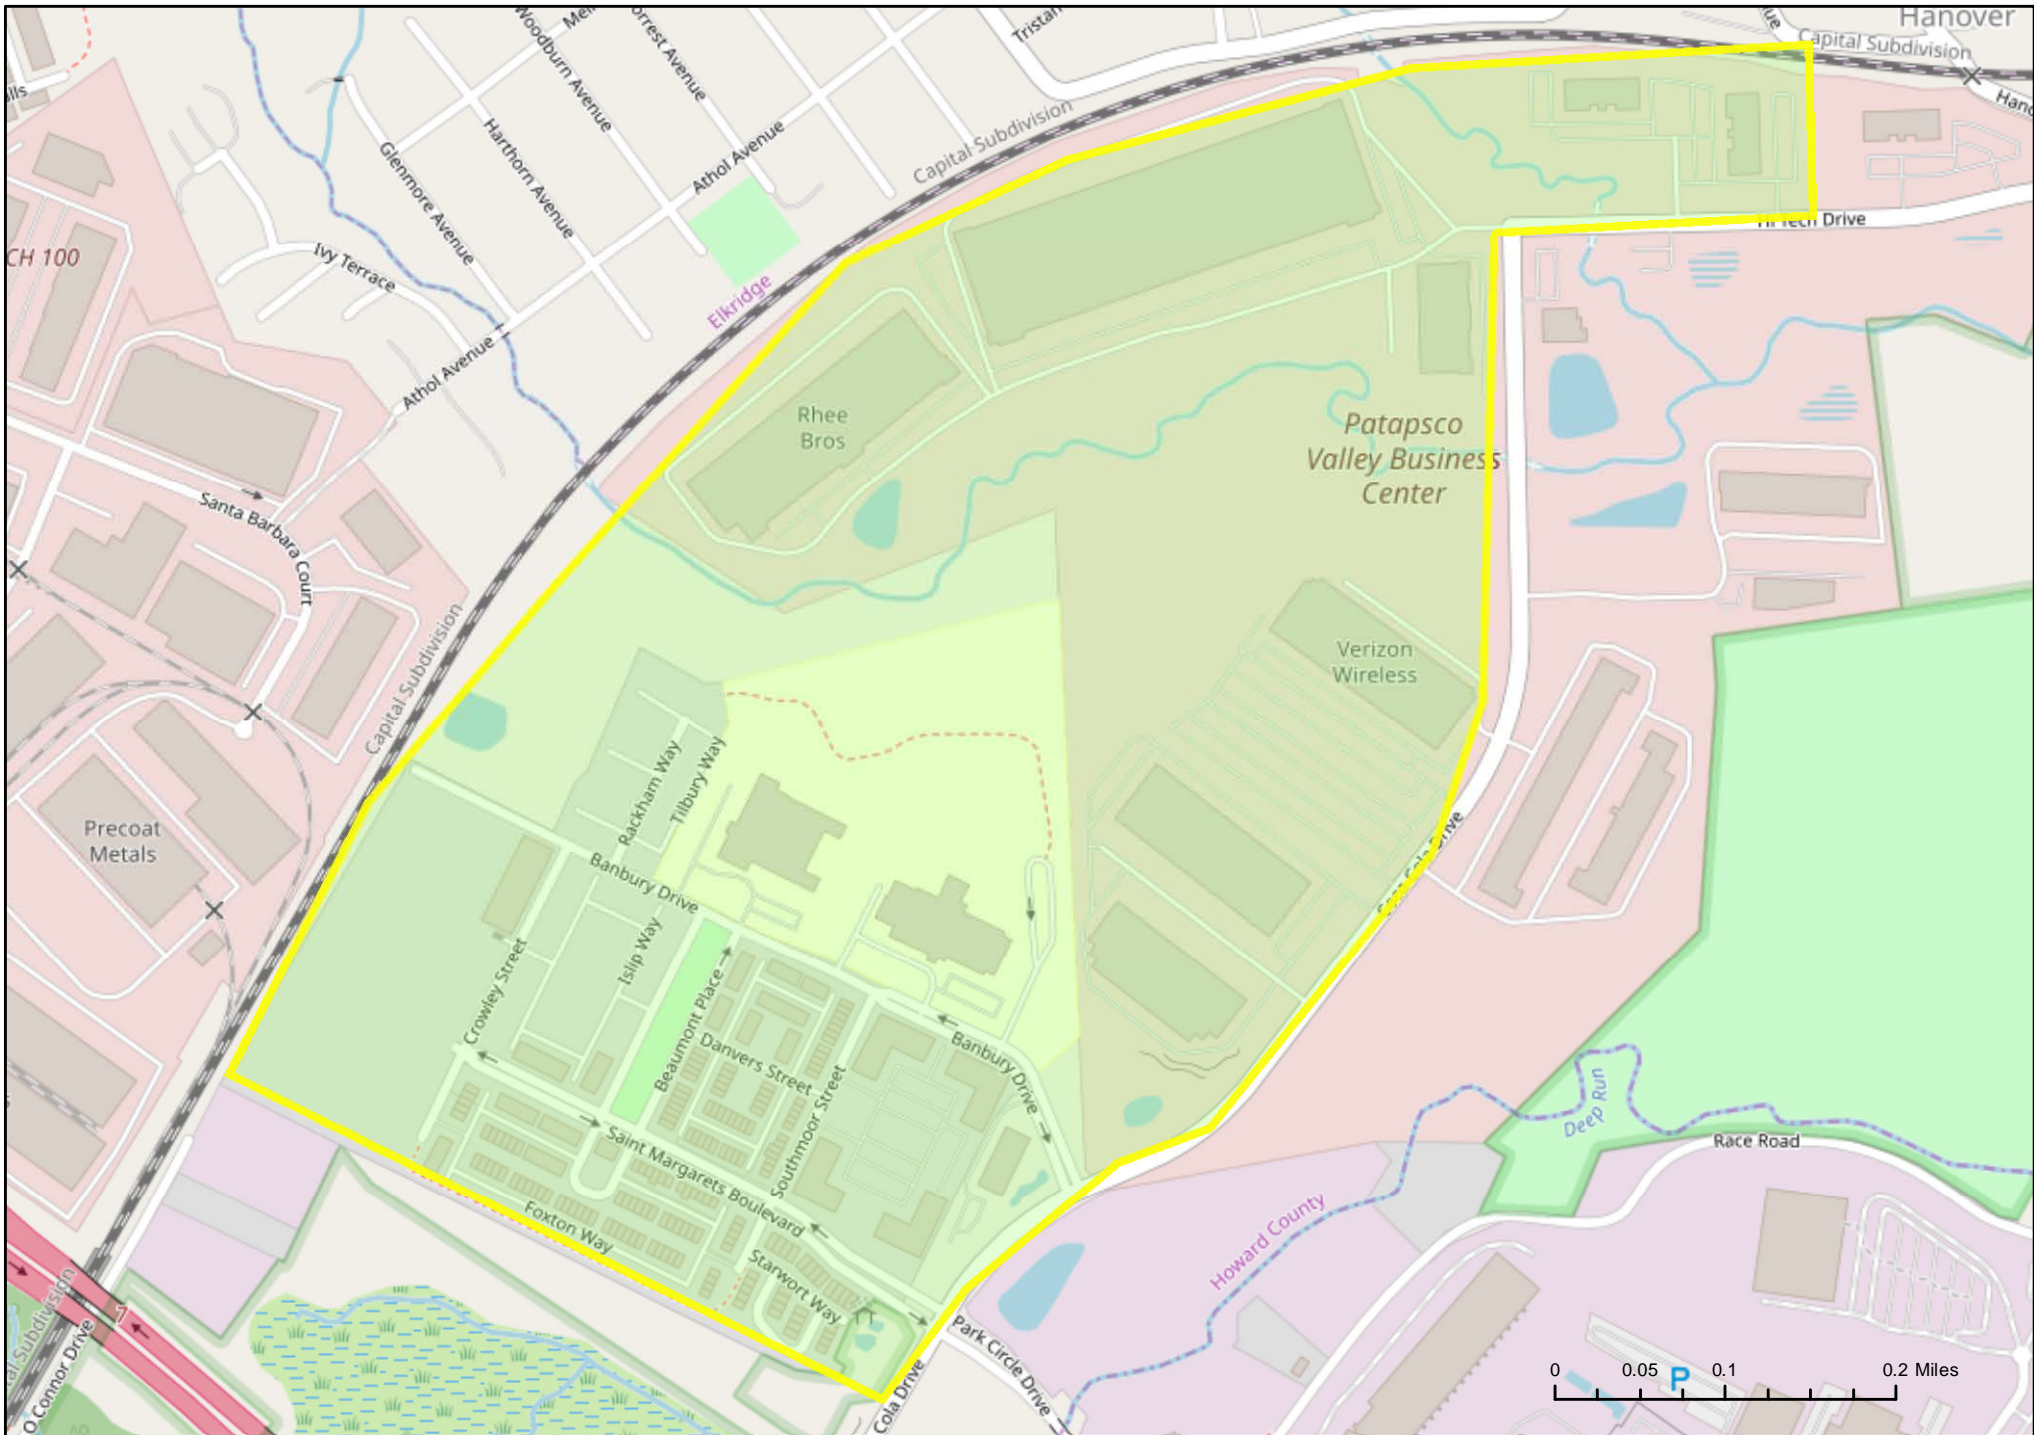 Hanover
Capital Subdivision
Tristan
Woodburn Avenue
orrest Avenue
Capital Subdivision
Athol Avenue
Harthorn Avenue
Glenmore Avenue
Ivy Terrace
CH 100
Elkridge
Drive
Athol Avenue
Rhee
Bros
Patapsco
Valley Business
Center
Santa Barbara Court
Capital Subdivision
Verizon
Wireless
Rackham Way
Tilbury Way
Precoat
Metals
Banbury Drive
Islip Way
Crowley Street
Beaumont Place
Danvers Street
Banbury Drive
Southmoor Street
Saint Margarets Boulevard
Foxton Way
Starwort Way
Deep Run
Race Road
Howard County
Park Circle Drive
Cola Drive
O'Connor Drive
1
P
0 0.05 0.1 0.2 Miles